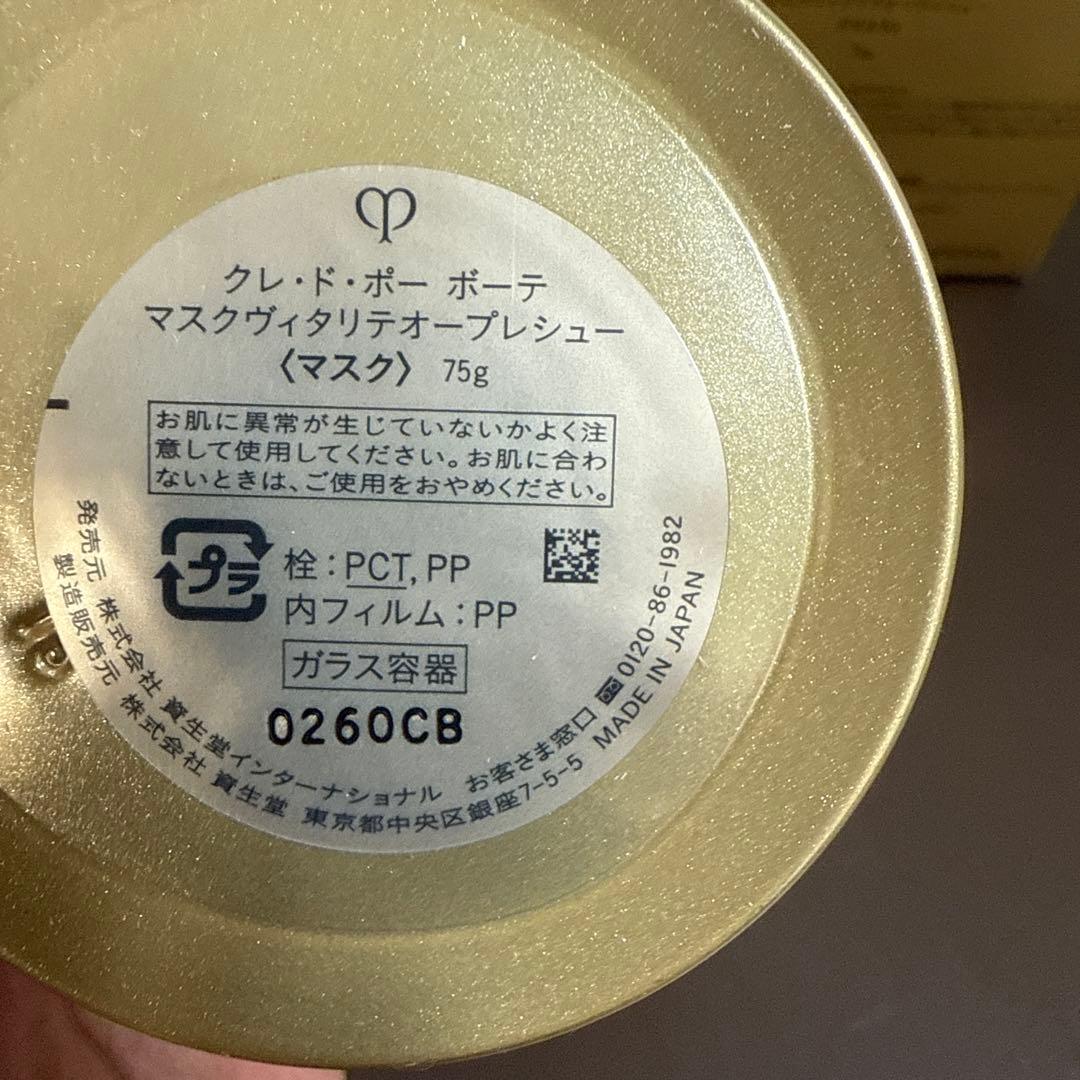 クレ・ド・ポー ボーテ
マスクヴィタリテオープレシュー
〈マスク〉 75g
お肌に異常が生じていないかよく注
意して使用してください。お肌に合わ
ないときは、ご使用をおやめください。
プラ
栓：PCT, PP
内フィルム：PP
ガラス容器
0260CB
発売元 株式会社 資生堂インターナショナル お客さま窓口 0120-86-1982
製造販売元 株式会社 資生堂 東京都中央区銀座7-5-5 MADE IN JAPAN